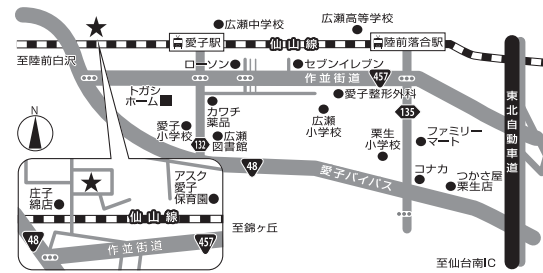 広瀬中学校
広瀬高等学校
愛子駅
仙山線
陸前落合駅
至陸前白沢
ローソン
セブンイレブン
作並街道
457
トガシ
ホーム
カワチ
薬品
愛子整形外科
135
東北自動車道
N
愛子
小学校
広瀬
図書館
132
広瀬
小学校
栗生
小学校
ファミリー
マート
48
愛子バイパス
コナカ
つかさ屋
栗生店
アスク
愛子
保育園
庄子
綿店
仙山線
至錦ヶ丘
48
作並街道
457
至仙台南IC